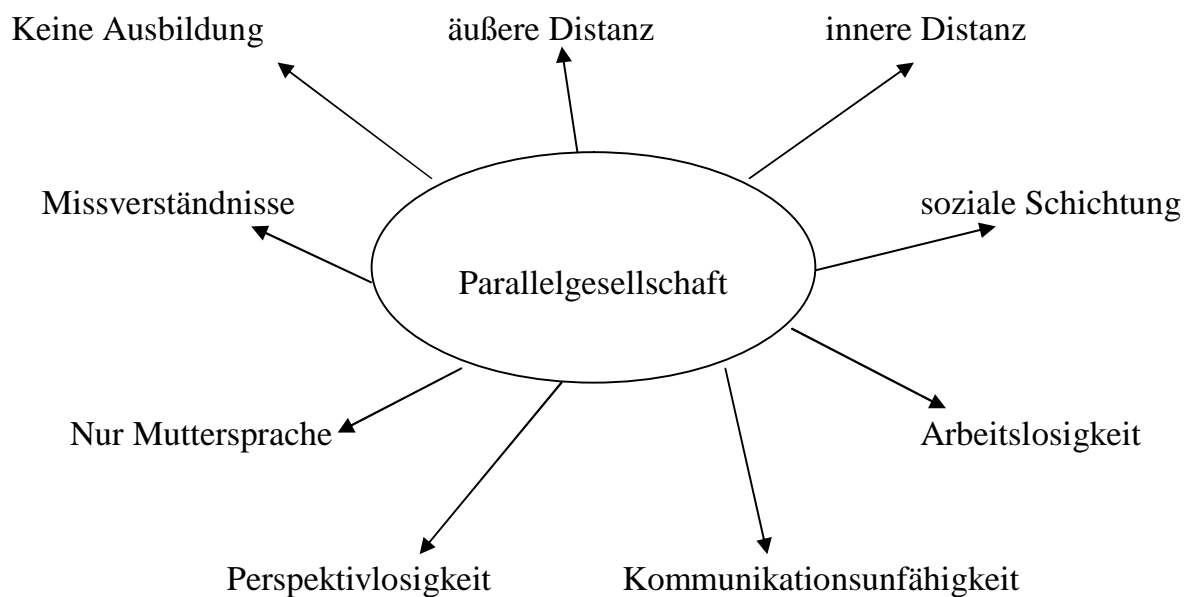 Keine Ausbildung
äußere Distanz
innere Distanz
Missverständnisse
soziale Schichtung
Parallelgesellschaft
Nur Muttersprache
Arbeitslosigkeit
Perspektivlosigkeit
Kommunikationsunfähigkeit